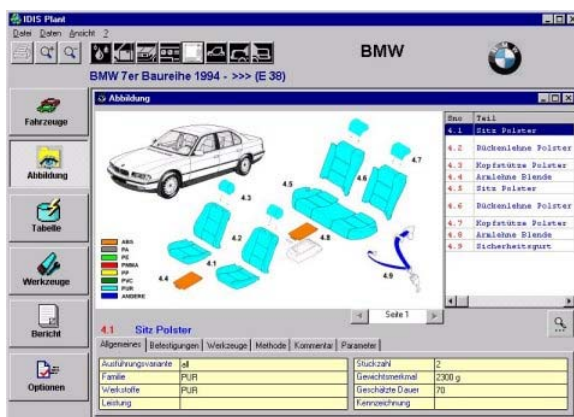 IDIS Plant
Datei Daten Ansicht ?
BMW
BMW 7er Baureihe 1994 - >>> (E 38)
Fahrzeuge
Abbildung
Tabelle
Werkzeuge
Bericht
Optionen
Abbildung
4.3
4.2
4.1
4.4
4.5
4.6
4.7
4.8
4.9
ABS
PA
PE
PMMA
PP
PVC
PUR
ANDERE
Snc Teil
4.1 Sitz Polster
4.2 Rückenlehne Polster
4.3 Kopfstütze Polster
4.4 Armlehne Blende
4.5 Sitz Polster
4.6 Rückenlehne Polster
4.7 Kopfstütze Polster
4.8 Armlehne Blende
4.9 Sicherheitsgurt
Seite 1
4.1 Sitz Polster
Allgemeines Befestigungen Werkzeuge Methode Kommentar Parameter
Ausführungsvariante all
Familie PUR
Werkstoffe PUR
Leistung
Stückzahl 2
Gewichtsmerkmal 2300 g
Geschätzte Dauer 70
Kennzeichnung